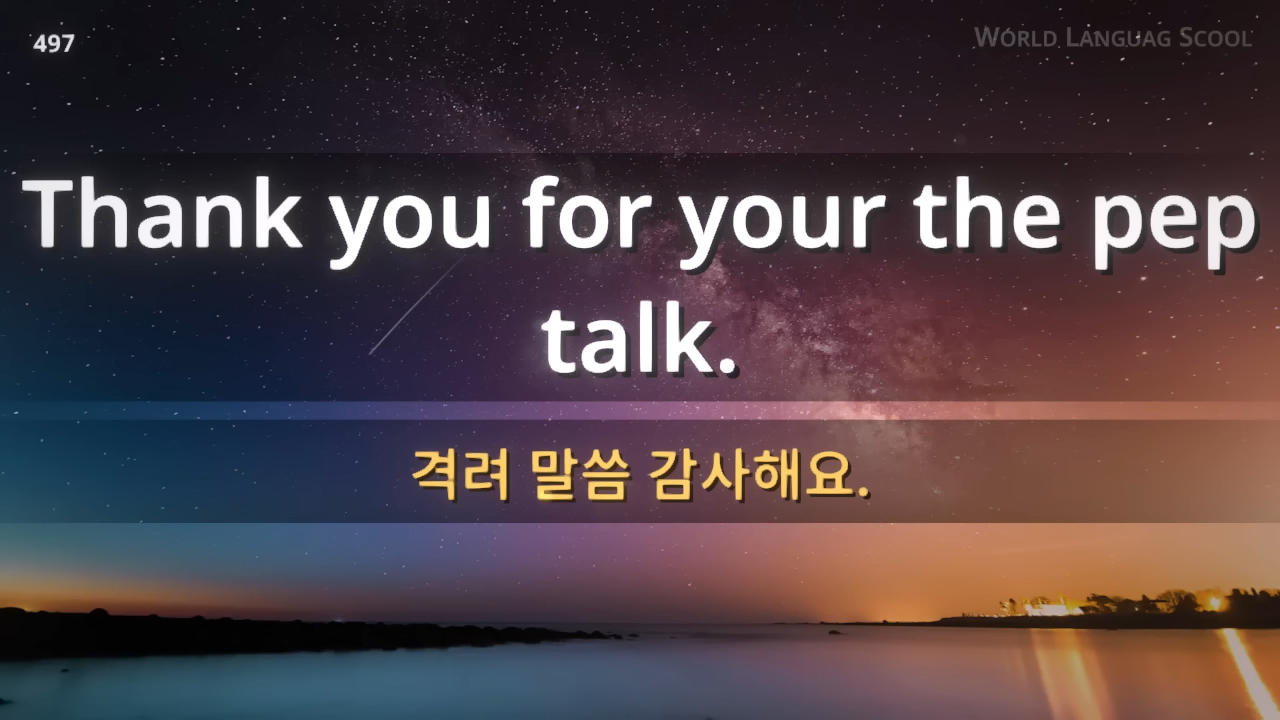 497
WORLD LANGUAG SCOOL
Thank you for your the pep
talk.
격려 말씀 감사해요.